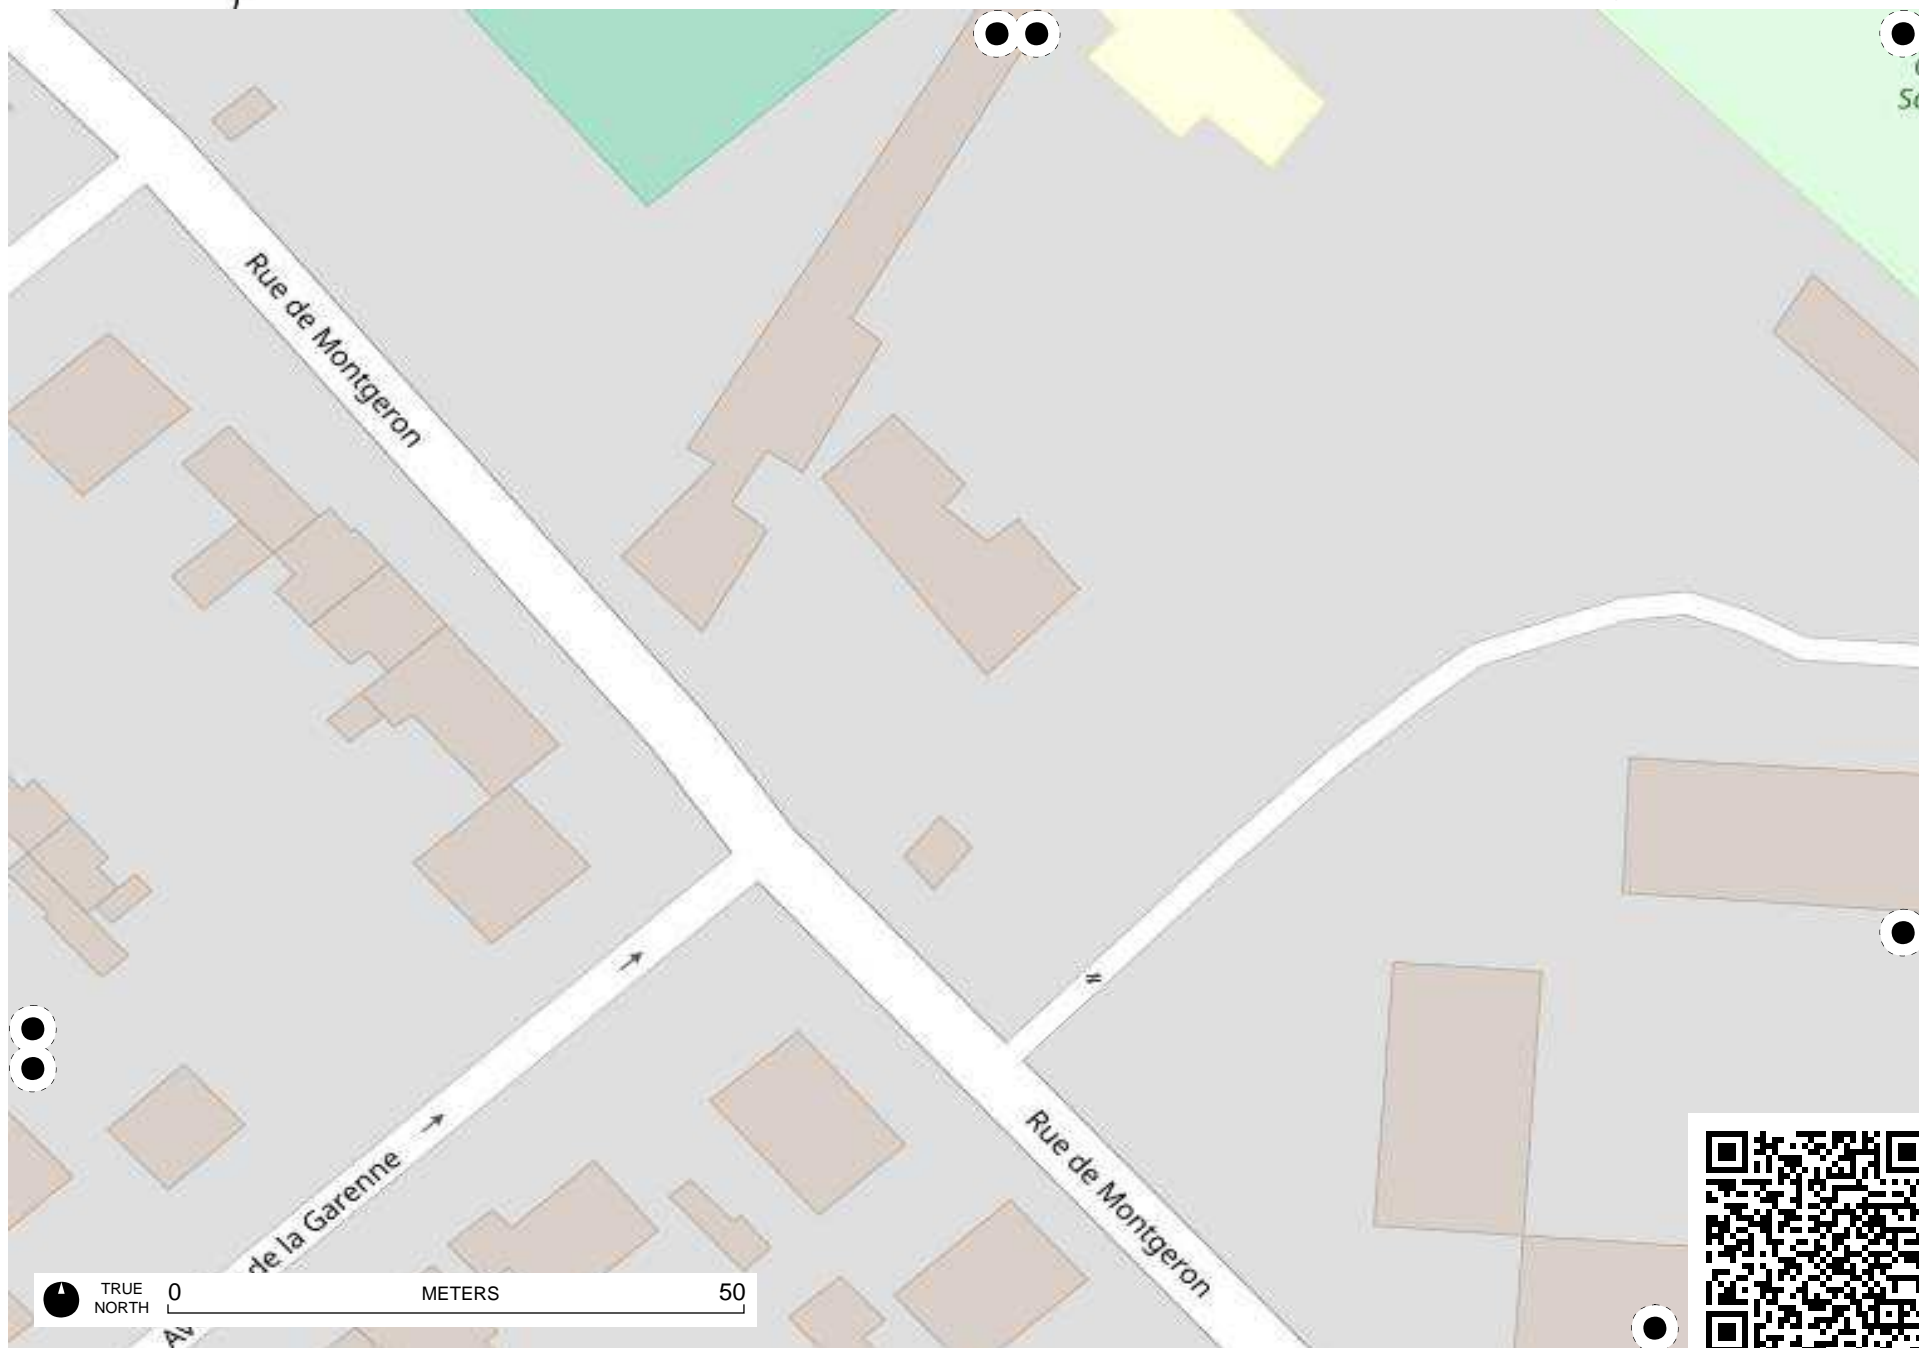 Rue de Montgeron
de la Garenne
Rue de Montgeron
TRUE
NORTH
0
METERS
50